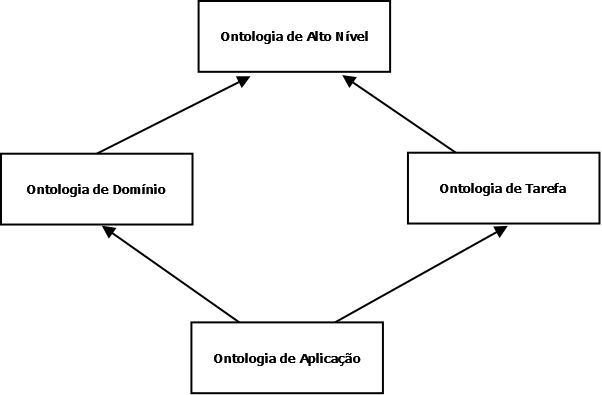 Ontologia de Alto Nível
Ontologia de Domínio
Ontologia de Tarefa
Ontologia de Aplicação